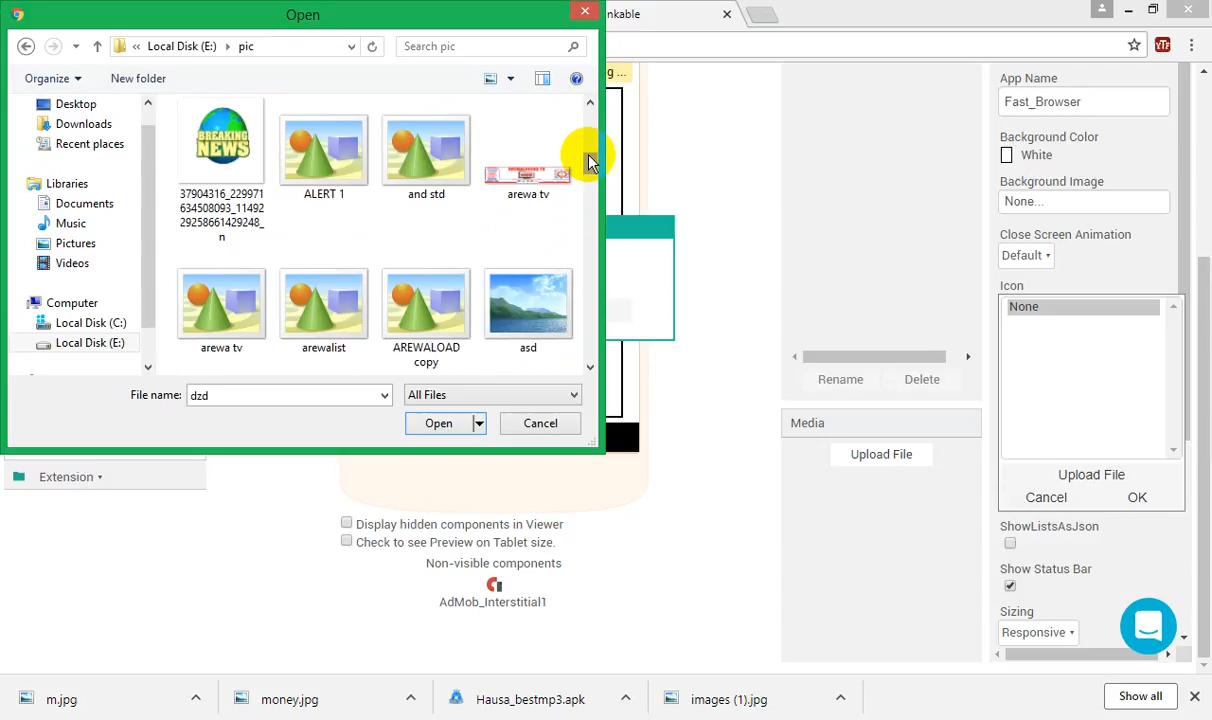 Open
nkable
Local Disk (E:)
pic
Search pic
Organize
New folder
Desktop
Downloads
Recent places
Libraries
Documents
Music
Pictures
Videos
Computer
Local Disk (C:)
Local Disk (E:)
BREAKING
NEWS
37904316_229971
634508093_11492
29258661429248_
n
ALERT 1
and std
arewa tv
arewa tv
arewalist
AREWALOAD
copy
asd
File name:
dzd
All Files
Open
Cancel
YTF
g ...
Extension
Display hidden components in Viewer
Check to see Preview on Tablet size.
Non-visible components
AdMob_Interstitial1
Rename
Delete
Media
Upload File
App Name
Fast_Browser
Background Color
White
Background Image
None...
Close Screen Animation
Default
Icon
None
Upload File
Cancel
OK
ShowListsAsJson
Show Status Bar
Sizing
Responsive
m.jpg
money.jpg
Hausa_bestmp3.apk
images (1).jpg
Show all